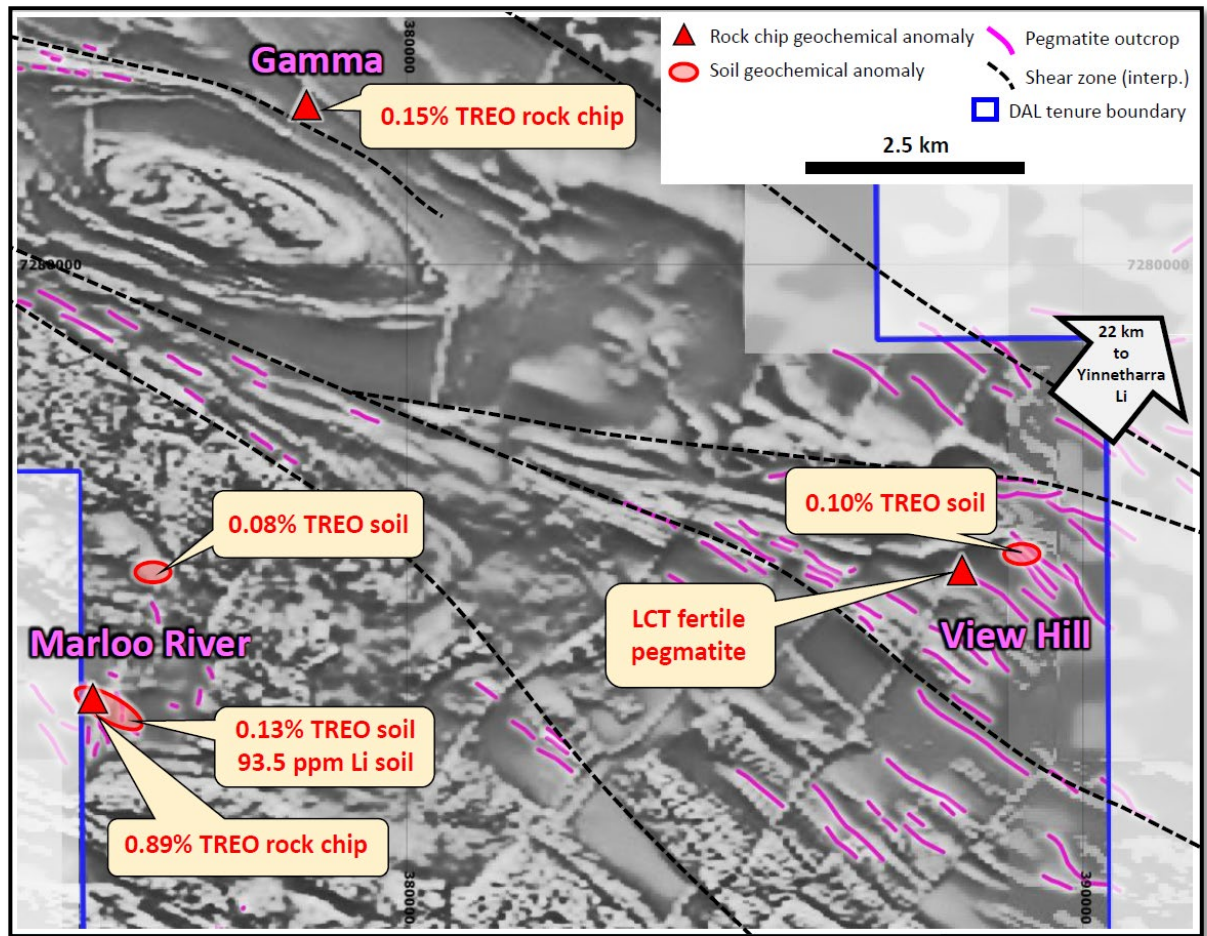 Gamma
380000
0.15% TREO rock chip
Rock chip geochemical anomaly
Soil geochemical anomaly
Pegmatite outcrop
Shear zone (interp.)
DAL tenure boundary
2.5 km
7280000
7280000
22 km
to
Yinnetharra
Li
0.08% TREO soil
0.10% TREO soil
Marloo River
LCT fertile
pegmatite
View Hill
0.13% TREO soil
93.5 ppm Li soil
0.89% TREO rock chip
380000
390000